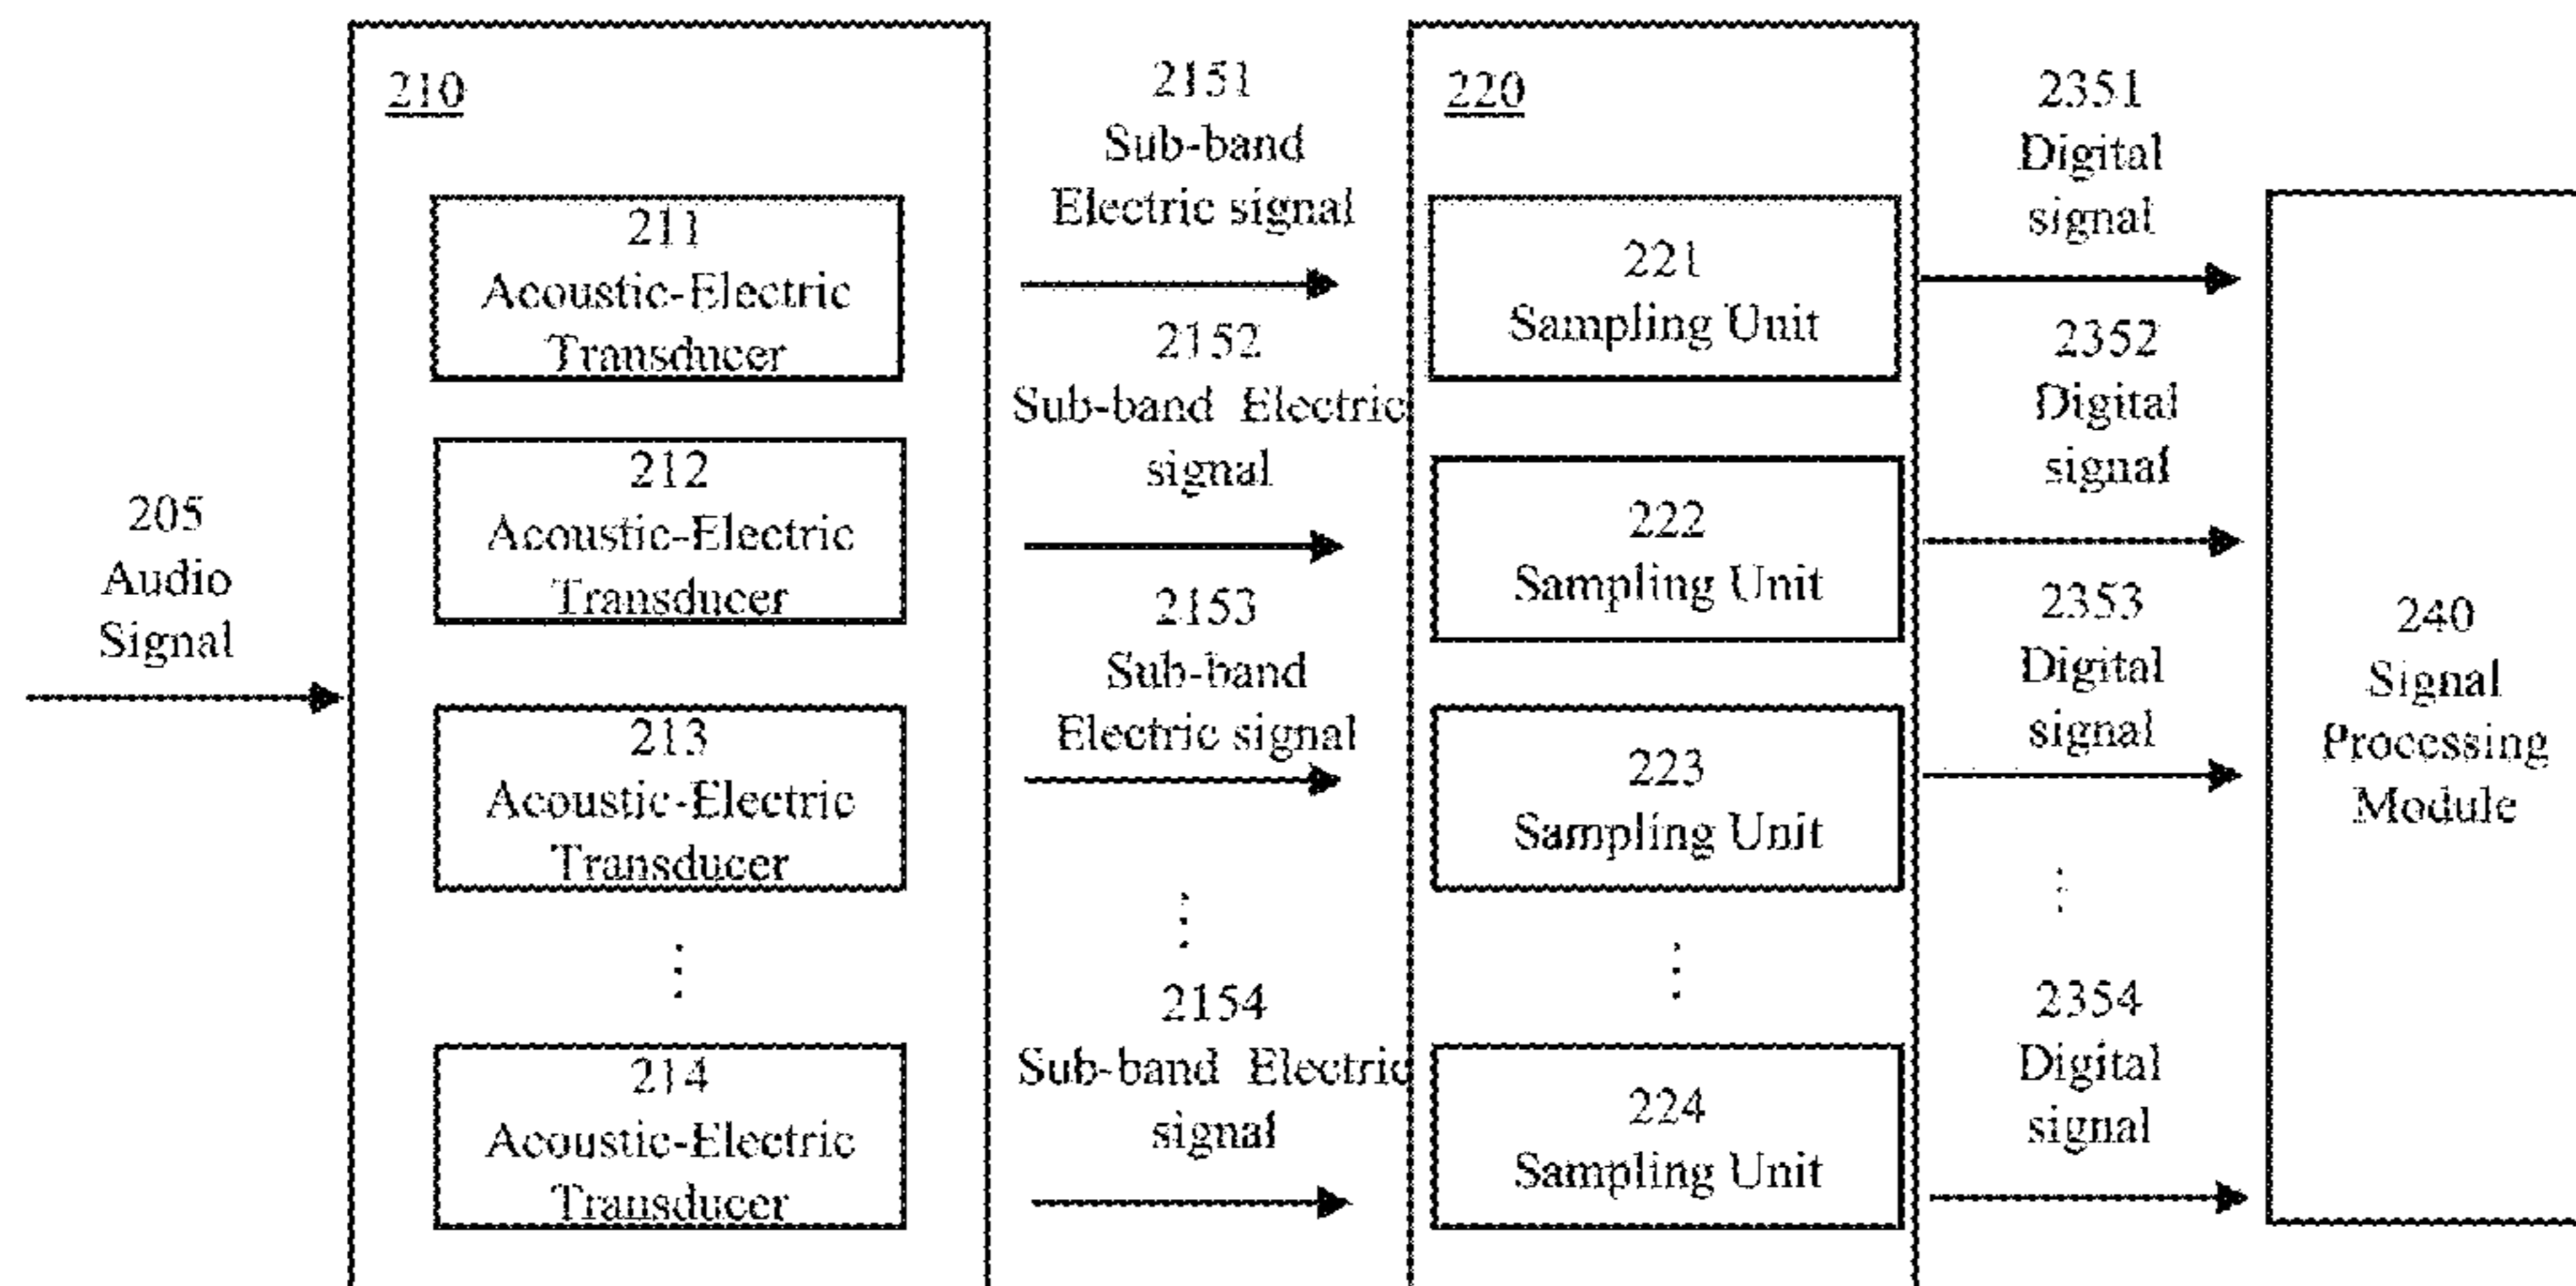 205
Audio
Signal
210
211
Acoustic-Electric
Transducer
212
Acoustic-Electric
Transducer
213
Acoustic-Electric
Transducer
214
Acoustic-Electric
Transducer
2151
Sub-band
Electric signal
2152
Sub-band Electric
signal
2153
Sub-band
Electric signal
2154
Sub-band Electric
signal
220
221
Sampling Unit
222
Sampling Unit
223
Sampling Unit
224
Sampling Unit
2351
Digital
signal
2352
Digital
signal
2353
Digital
signal
2354
Digital
signal
240
Signal
Processing
Module